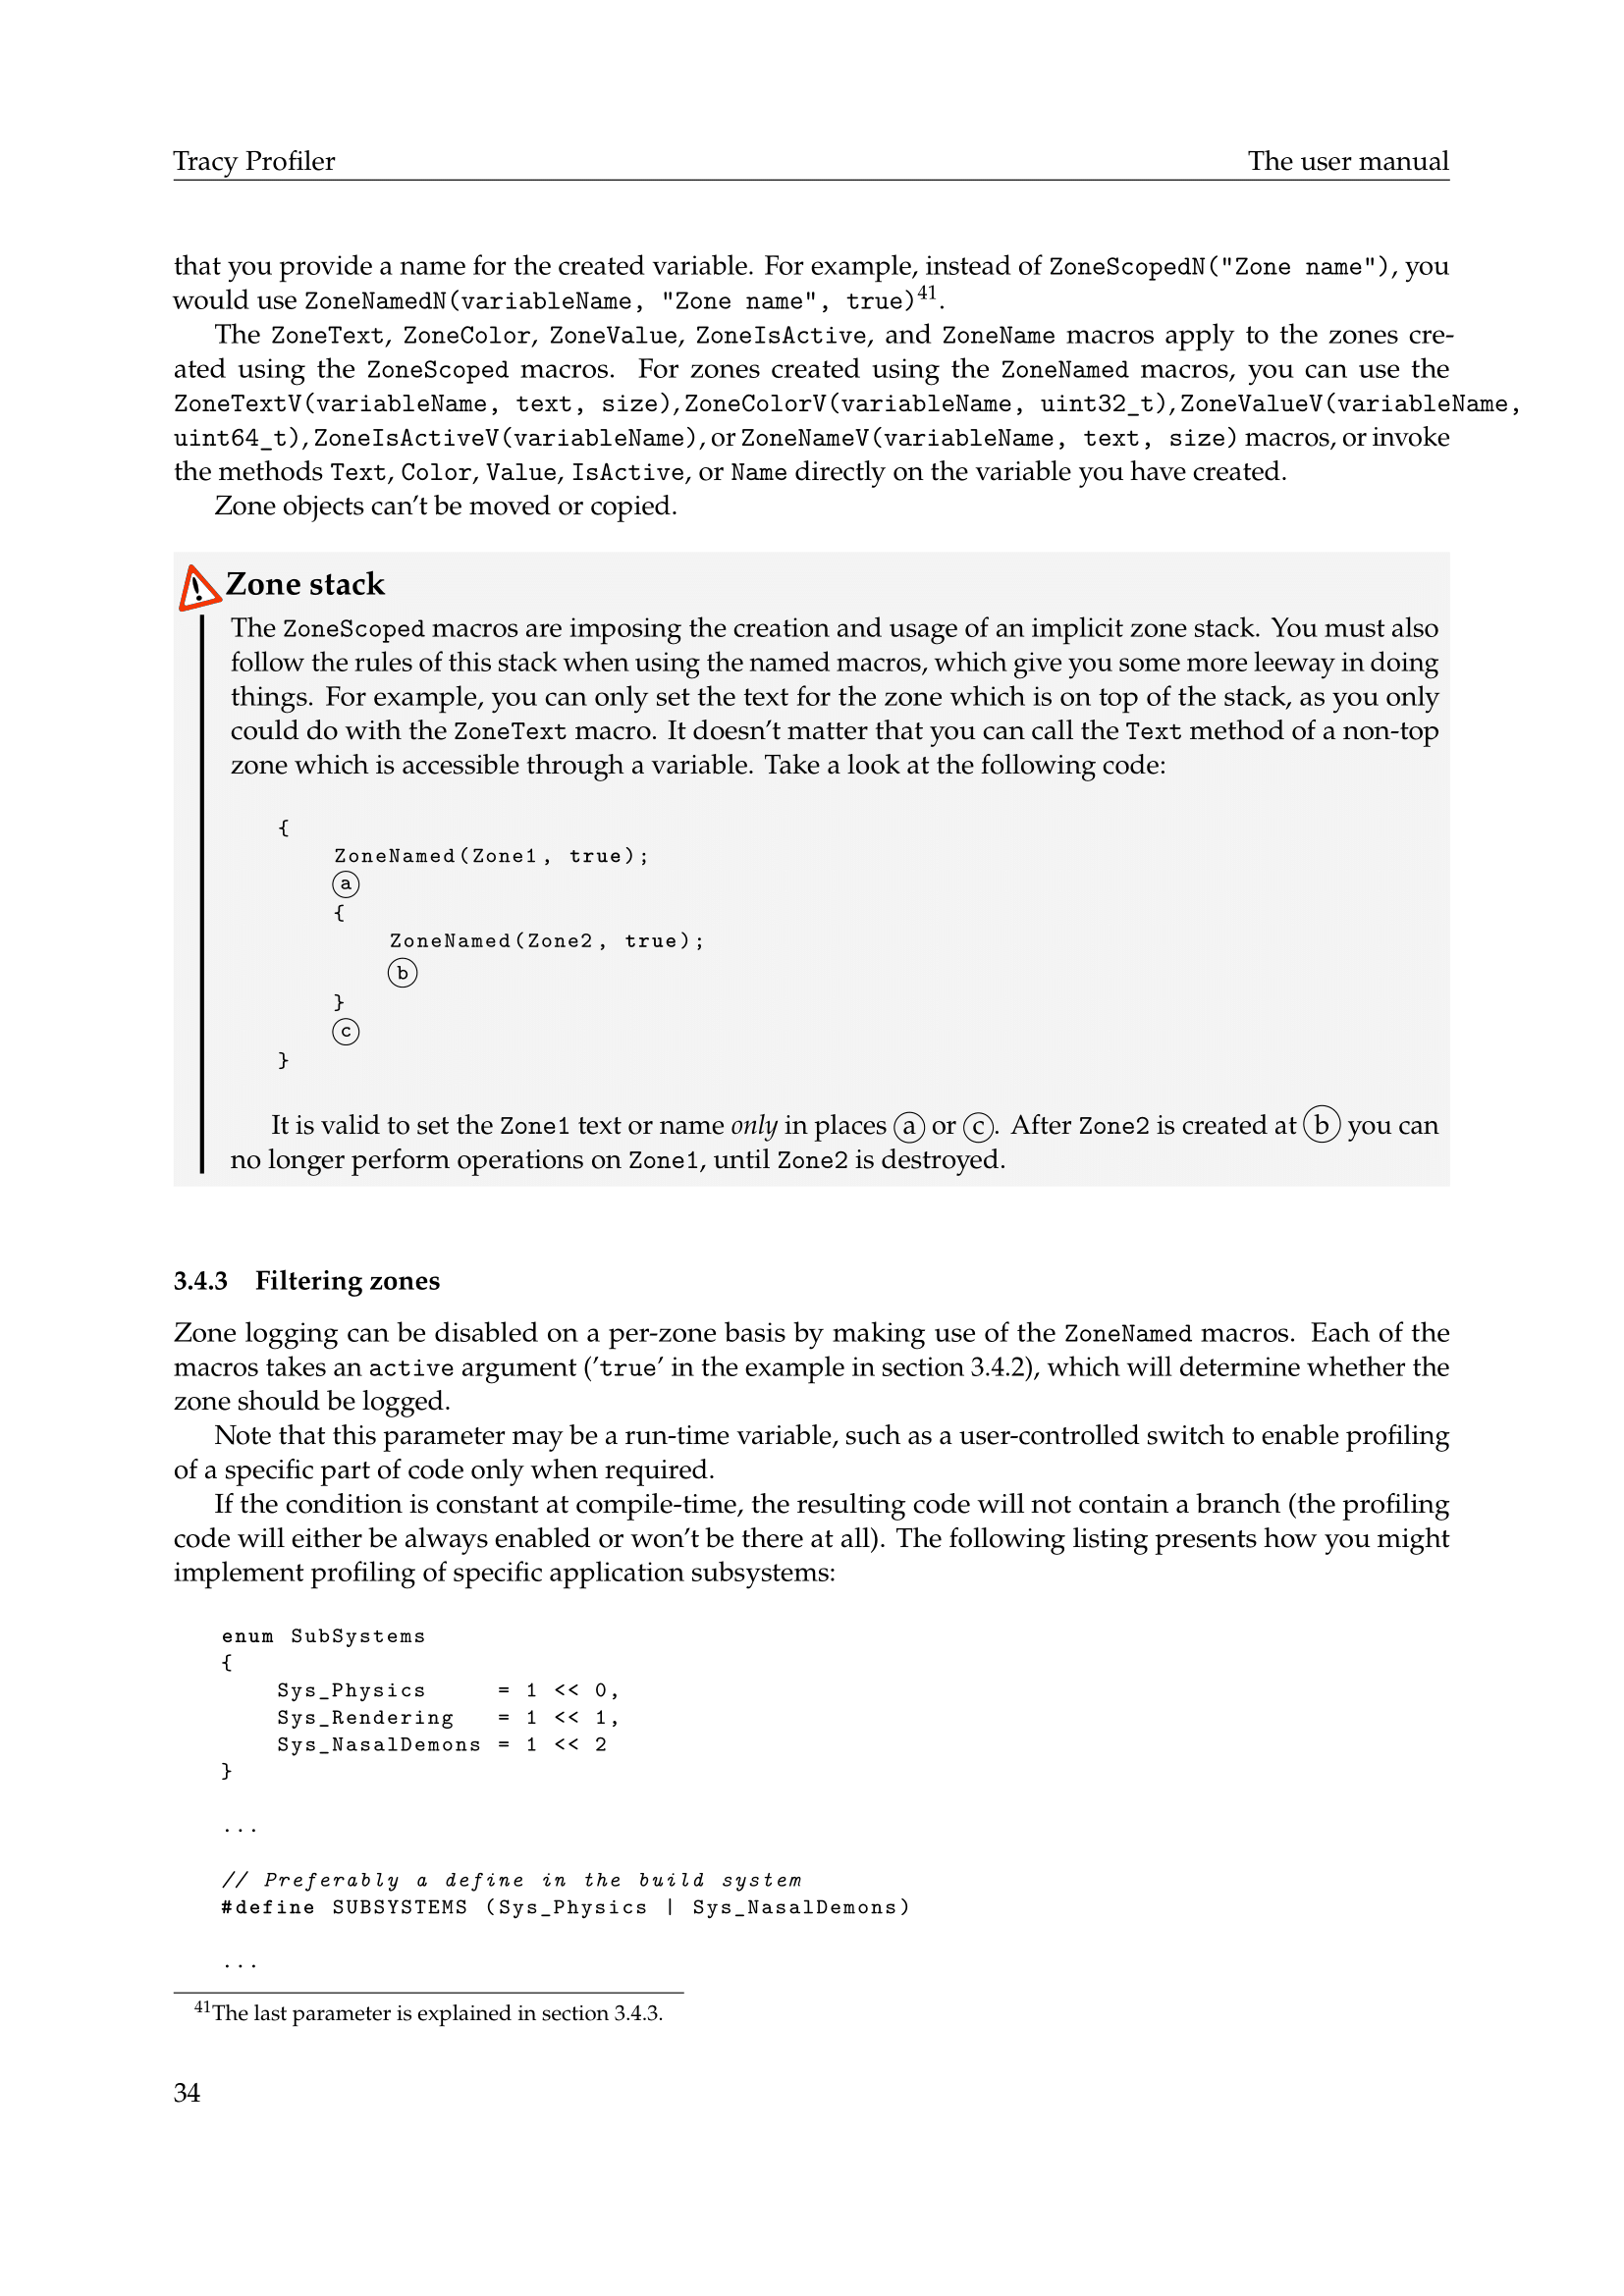 Tracy Profiler The user manual
that you provide a name for the created variable. For example, instead of ZoneScopedN("Zone name"), you
would use ZoneNamedN(variableName, "Zone name", true)41.
The ZoneText, ZoneColor, ZoneValue, ZoneIsActive, and ZoneName macros apply to the zones cre-
ated using the ZoneScoped macros. For zones created using the ZoneNamed macros, you can use the
ZoneTextV(variableName, text, size), ZoneColorV(variableName, uint32_t), ZoneValueV(variableName,
uint64_t), ZoneIsActiveV(variableName), or ZoneNameV(variableName, text, size) macros, or invoke
the methods Text, Color, Value, IsActive, or Name directly on the variable you have created.
Zone objects can't be moved or copied.
Zone stack
The ZoneScoped macros are imposing the creation and usage of an implicit zone stack. You must also
follow the rules of this stack when using the named macros, which give you some more leeway in doing
things. For example, you can only set the text for the zone which is on top of the stack, as you only
could do with the ZoneText macro. It doesn't matter that you can call the Text method of a non-top
zone which is accessible through a variable. Take a look at the following code:
{
ZoneNamed(Zone1, true);
a
{
ZoneNamed(Zone2, true);
b
}
c
}
It is valid to set the Zone1 text or name only in places a or c. After Zone2 is created at b you can
no longer perform operations on Zone1, until Zone2 is destroyed.
3.4.3 Filtering zones
Zone logging can be disabled on a per-zone basis by making use of the ZoneNamed macros. Each of the
macros takes an active argument ('true' in the example in section 3.4.2), which will determine whether the
zone should be logged.
Note that this parameter may be a run-time variable, such as a user-controlled switch to enable profiling
of a specific part of code only when required.
If the condition is constant at compile-time, the resulting code will not contain a branch (the profiling
code will either be always enabled or won't be there at all). The following listing presents how you might
implement profiling of specific application subsystems:
enum SubSystems
{
Sys_Physics = 1 << 0,
Sys_Rendering = 1 << 1,
Sys_NasalDemons = 1 << 2
}
...
// Preferably a define in the build system
#define SUBSYSTEMS (Sys_Physics | Sys_NasalDemons)
...
41The last parameter is explained in section 3.4.3.
34